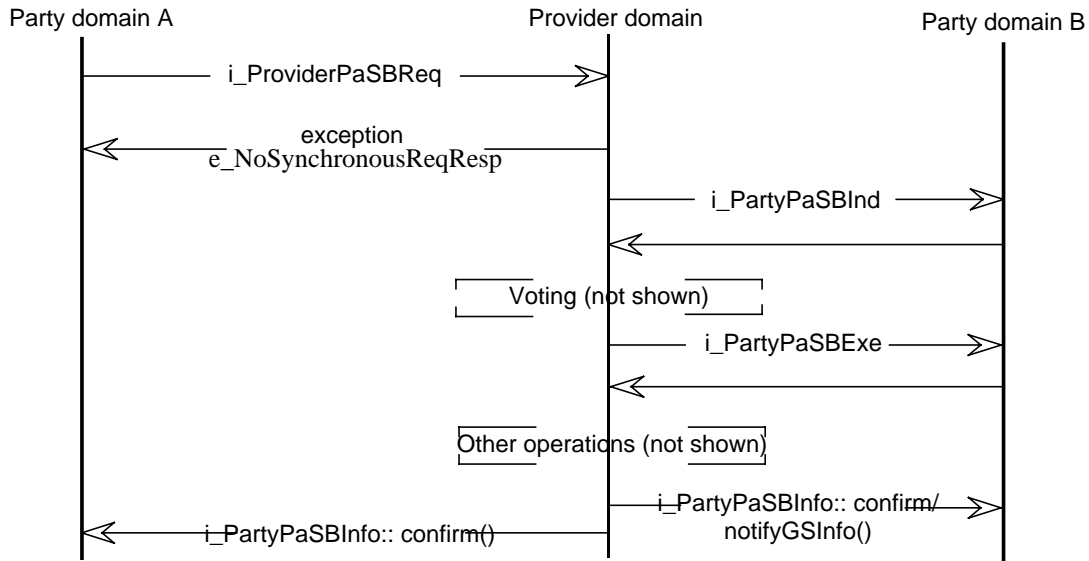 Party domain A
Provider domain
Party domain B
i_ProviderPaSBReq
exception
e_NoSynchronousReqResp
i_PartyPaSBInd
Voting (not shown)
i_PartyPaSBExe
Other operations (not shown)
i_PartyPaSBInfo:: confirm/
notifyGSInfo()
i_PartyPaSBInfo:: confirm()